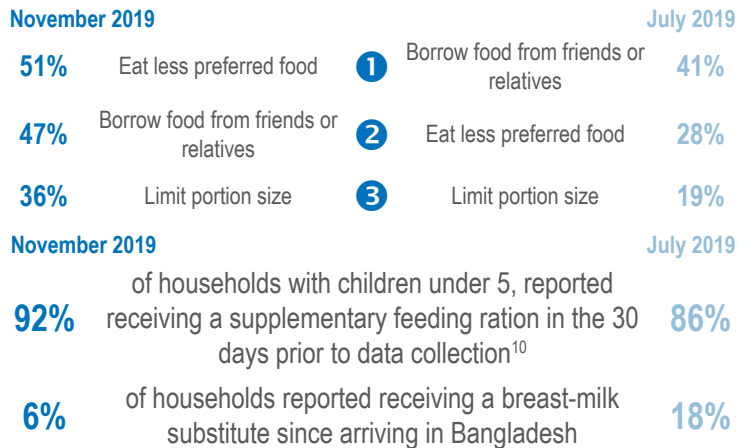 November 2019 July 2019
51% Eat less preferred food 1 Borrow food from friends or
relatives 41%
47% Borrow food from friends or
relatives 2 Eat less preferred food 28%
36% Limit portion size 3 Limit portion size 19%
November 2019 July 2019
92% of households with children under 5, reported
receiving a supplementary feeding ration in the 30
days prior to data collection10 86%
6% of households reported receiving a breast-milk
substitute since arriving in Bangladesh 18%